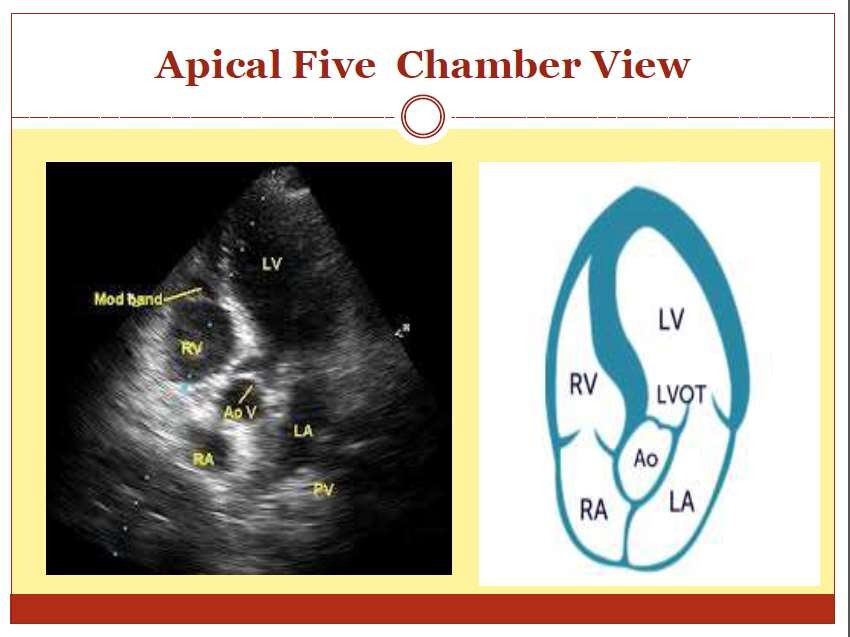 Apical Five Chamber View
LV
Mod band
RV
Ao V
LA
RA
PV
LV
RV
LVOT
Ao
RA
LA